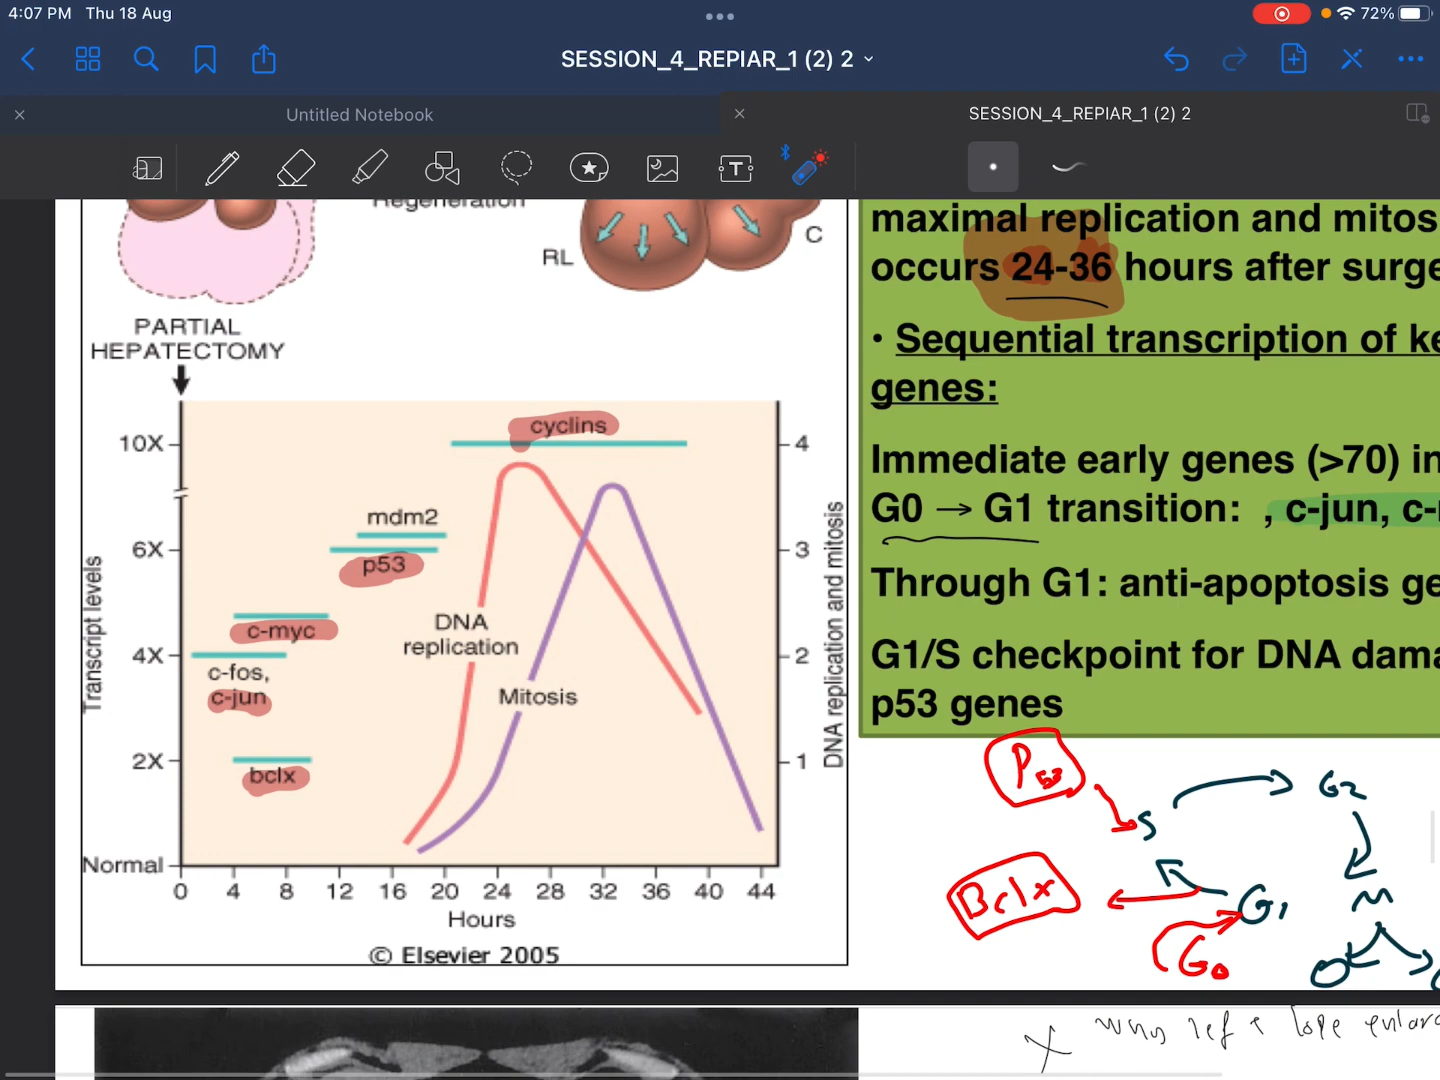 4:07 PM Thu 18 Aug
72%
SESSION_4_REPIAR_1 (2) 2
Untitled Notebook
SESSION_4_REPIAR_1 (2) 2
Regeneration
RL
C
PARTIAL
HEPATECTOMY
10X
6X
4X
2X
Normal
Transcript levels
cyclins
mdm2
p53
c-myc
c-fos,
c-jun
bclx
DNA
replication
Mitosis
4
3
2
1
DNA replication and mitosis
0 4 8 12 16 20 24 28 32 36 40 44
Hours
© Elsevier 2005
maximal replication and mitos
occurs 24-36 hours after surge
• Sequential transcription of ke
genes:
Immediate early genes (>70) in
G0 → G1 transition: , c-jun, c-
Through G1: anti-apoptosis ge
G1/S checkpoint for DNA dama
p53 genes
P53
S
G2
Bclx
G1
M
G0